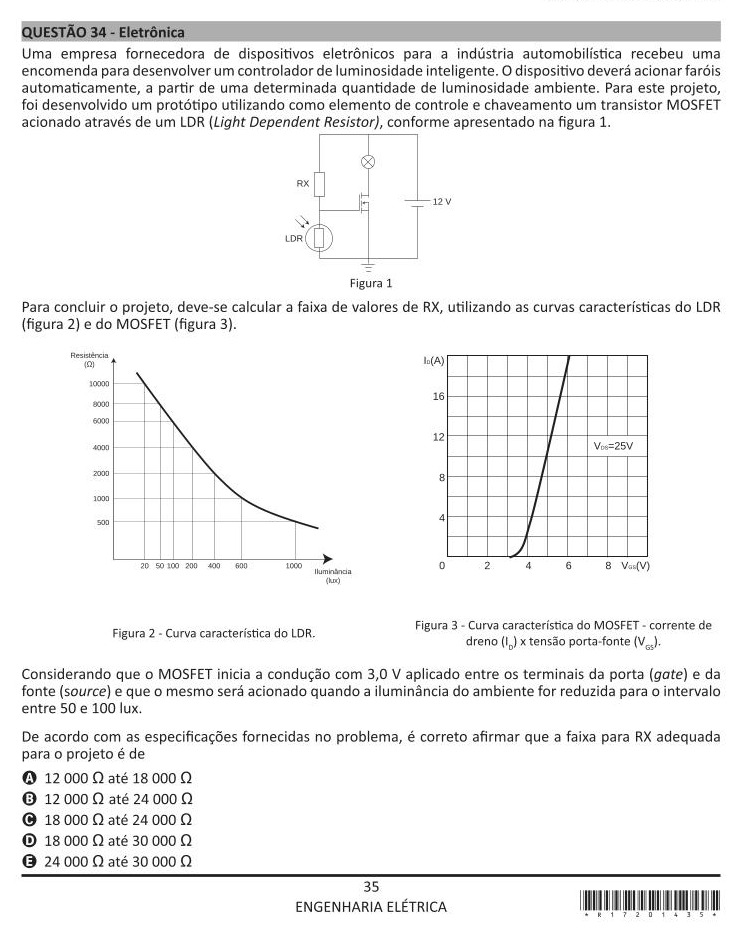 QUESTÃO 34 - Eletrônica
Uma empresa fornecedora de dispositivos eletrônicos para a indústria automobilística recebeu uma
encomenda para desenvolver um controlador de luminosidade inteligente. O dispositivo deverá acionar faróis
automaticamente, a partir de uma determinada quantidade de luminosidade ambiente. Para este projeto,
foi desenvolvido um protótipo utilizando como elemento de controle e chaveamento um transistor MOSFET
acionado através de um LDR (Light Dependent Resistor), conforme apresentado na figura 1.
RX
12 V
LDR
Figura 1
Para concluir o projeto, deve-se calcular a faixa de valores de RX, utilizando as curvas características do LDR
(figura 2) e do MOSFET (figura 3).
Resistência
(Ω)
10000
8000
6000
4000
2000
1000
500
20 50 100 200 400 600 1000
Iluminância
(lux)
Figura 2 - Curva característica do LDR.
I_D(A)
16
12
8
4
V_DS=25V
0 2 4 6 8 V_GS(V)
Figura 3 - Curva característica do MOSFET - corrente de
dreno (I_D) x tensão porta-fonte (V_GS).
Considerando que o MOSFET inicia a condução com 3,0 V aplicado entre os terminais da porta (gate) e da
fonte (source) e que o mesmo será acionado quando a iluminância do ambiente for reduzida para o intervalo
entre 50 e 100 lux.
De acordo com as especificações fornecidas no problema, é correto afirmar que a faixa para RX adequada
para o projeto é de
A 12 000 Ω até 18 000 Ω
B 12 000 Ω até 24 000 Ω
C 18 000 Ω até 24 000 Ω
D 18 000 Ω até 30 000 Ω
E 24 000 Ω até 30 000 Ω
35
ENGENHARIA ELÉTRICA
* R 1 7 2 0 1 4 3 5 *